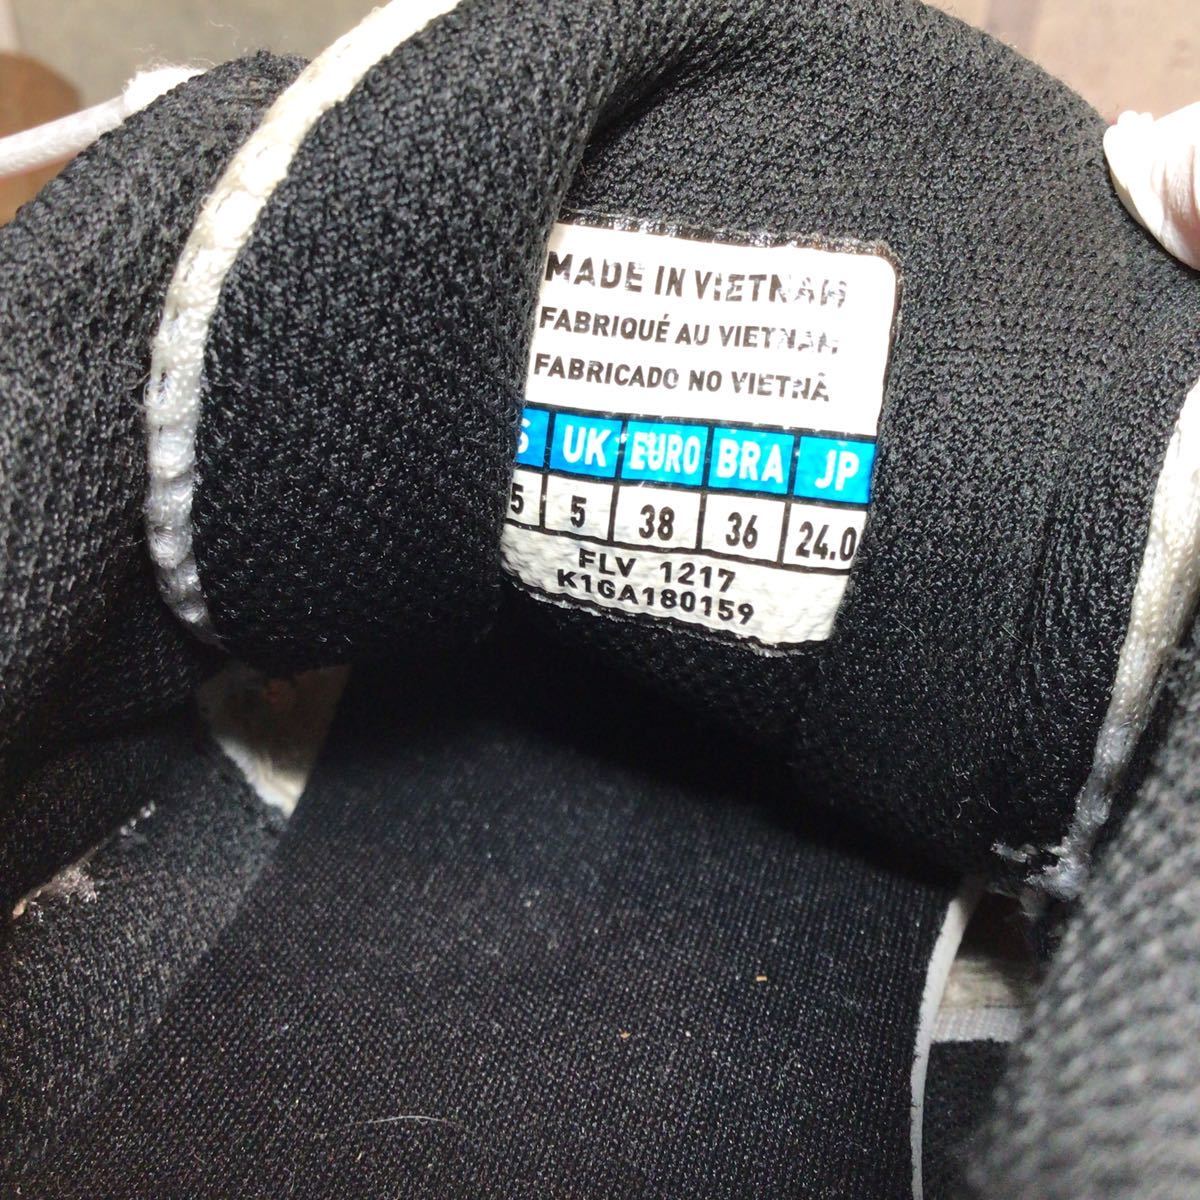 MADE IN VIETNAM
FABRIQUÉ AU VIETNAM
FABRICADO NO VIETNÃ
S UK EURO BRA JP
5 5 38 36 24.0
FLV 1217
K1GA180159